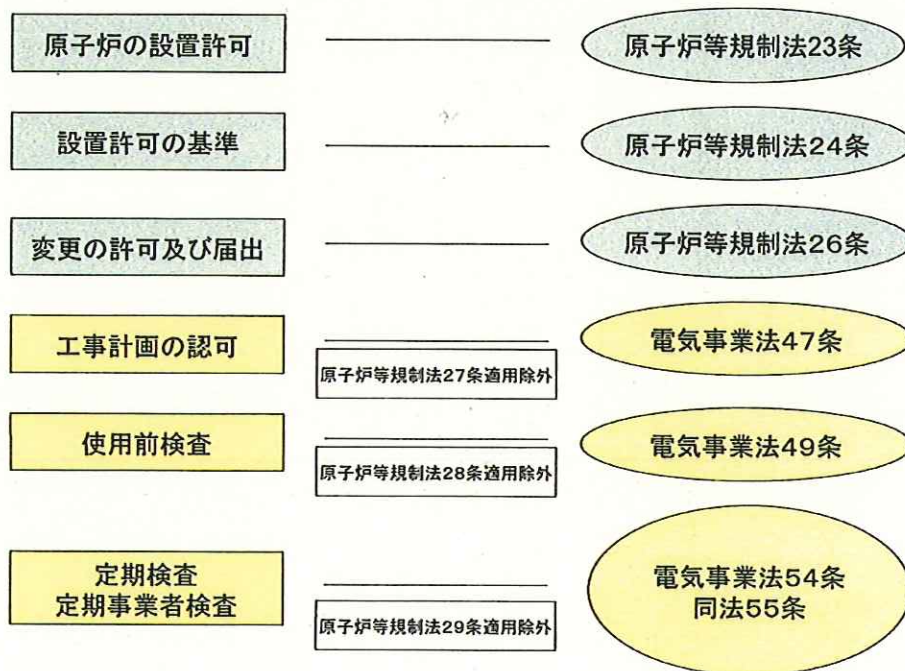 原子炉の設置許可
原子炉等規制法23条
設置許可の基準
原子炉等規制法24条
変更の許可及び届出
原子炉等規制法26条
工事計画の認可
原子炉等規制法27条適用除外
電気事業法47条
使用前検査
原子炉等規制法28条適用除外
電気事業法49条
定期検査
定期事業者検査
原子炉等規制法29条適用除外
電気事業法54条
同法55条